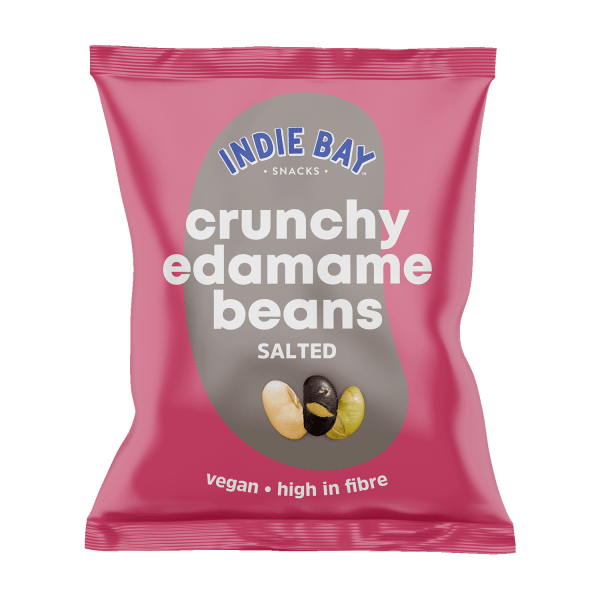 INDIE BAY
• SNACKS •
crunchy
edamame
beans
SALTED
vegan • high in fibre